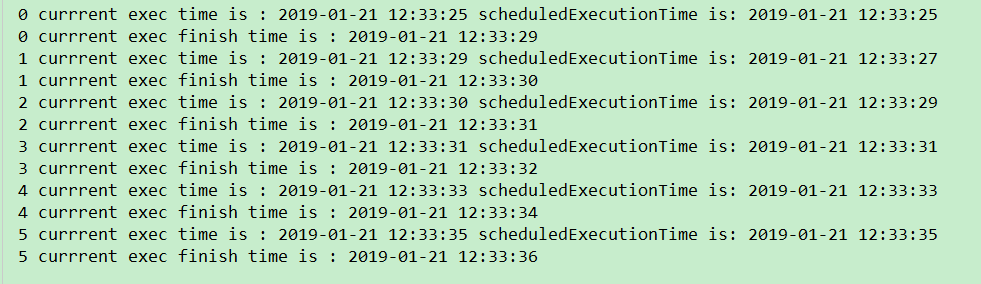 0 currrent exec time is : 2019-01-21 12:33:25 scheduledExecutionTime is: 2019-01-21 12:33:25
0 currrent exec finish time is : 2019-01-21 12:33:29
1 currrent exec time is : 2019-01-21 12:33:29 scheduledExecutionTime is: 2019-01-21 12:33:27
1 currrent exec finish time is : 2019-01-21 12:33:30
2 currrent exec time is : 2019-01-21 12:33:30 scheduledExecutionTime is: 2019-01-21 12:33:29
2 currrent exec finish time is : 2019-01-21 12:33:31
3 currrent exec time is : 2019-01-21 12:33:31 scheduledExecutionTime is: 2019-01-21 12:33:31
3 currrent exec finish time is : 2019-01-21 12:33:32
4 currrent exec time is : 2019-01-21 12:33:33 scheduledExecutionTime is: 2019-01-21 12:33:33
4 currrent exec finish time is : 2019-01-21 12:33:34
5 currrent exec time is : 2019-01-21 12:33:35 scheduledExecutionTime is: 2019-01-21 12:33:35
5 currrent exec finish time is : 2019-01-21 12:33:36